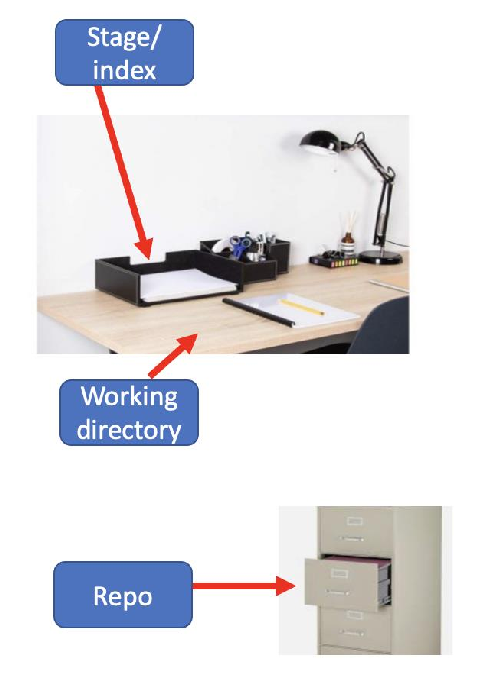 Stage/
index
Working
directory
Repo